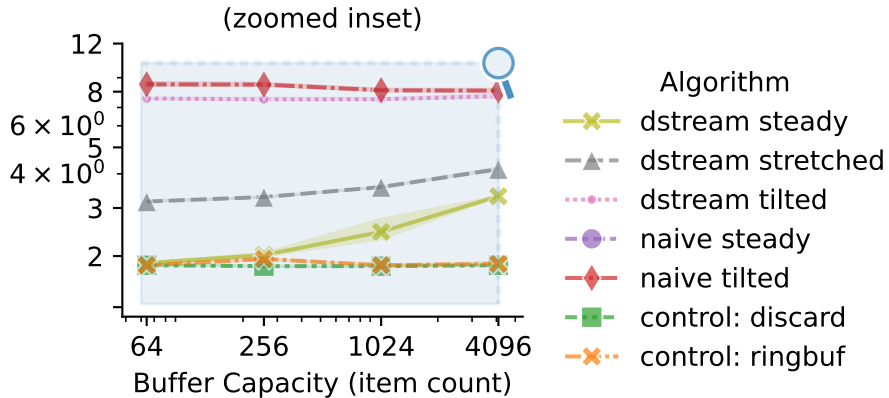 (zoomed inset)
12
8
6 × 10⁰
5
4 × 10⁰
3
2
64 256 1024 4096
Buffer Capacity (item count)
Algorithm
dstream steady
dstream stretched
dstream tilted
naive steady
naive tilted
control: discard
control: ringbuf